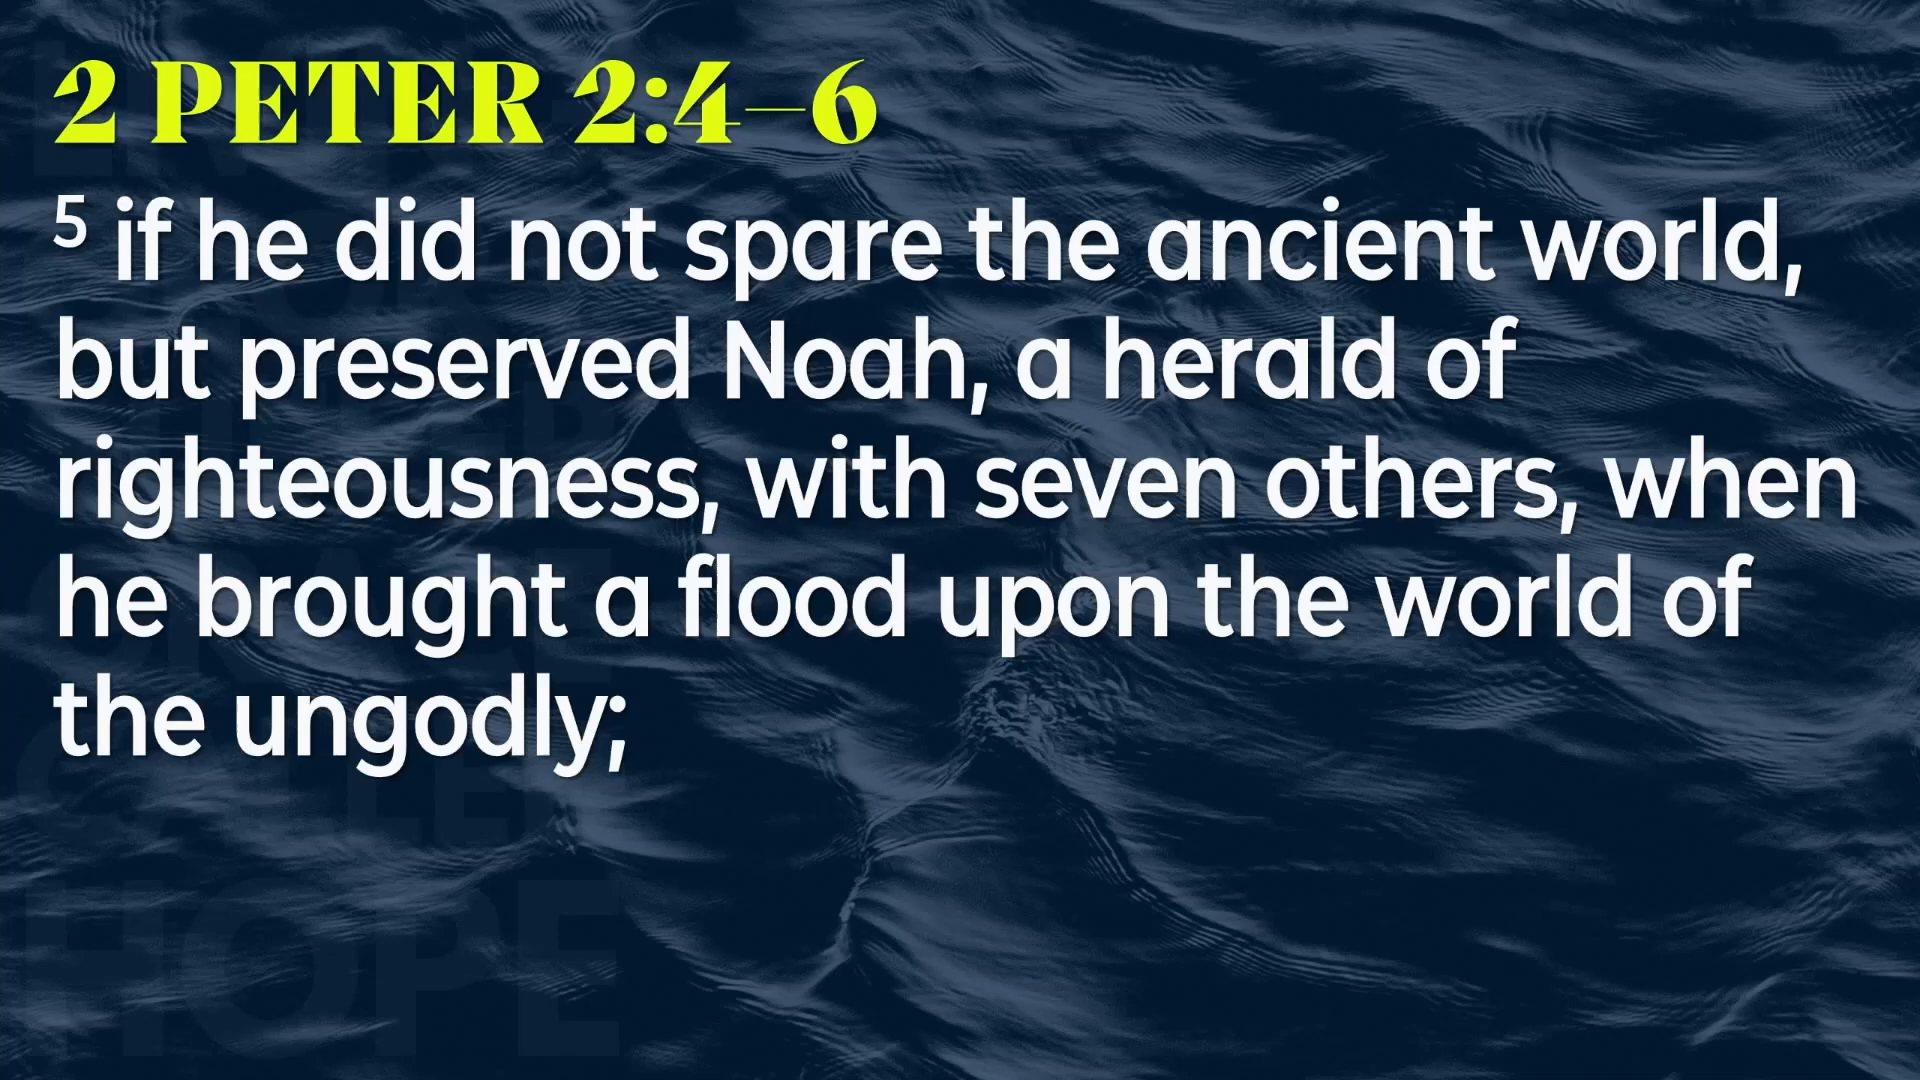 2 PETER 2:4–6
5 if he did not spare the ancient world,
but preserved Noah, a herald of
righteousness, with seven others, when
he brought a flood upon the world of
the ungodly;
HOPE